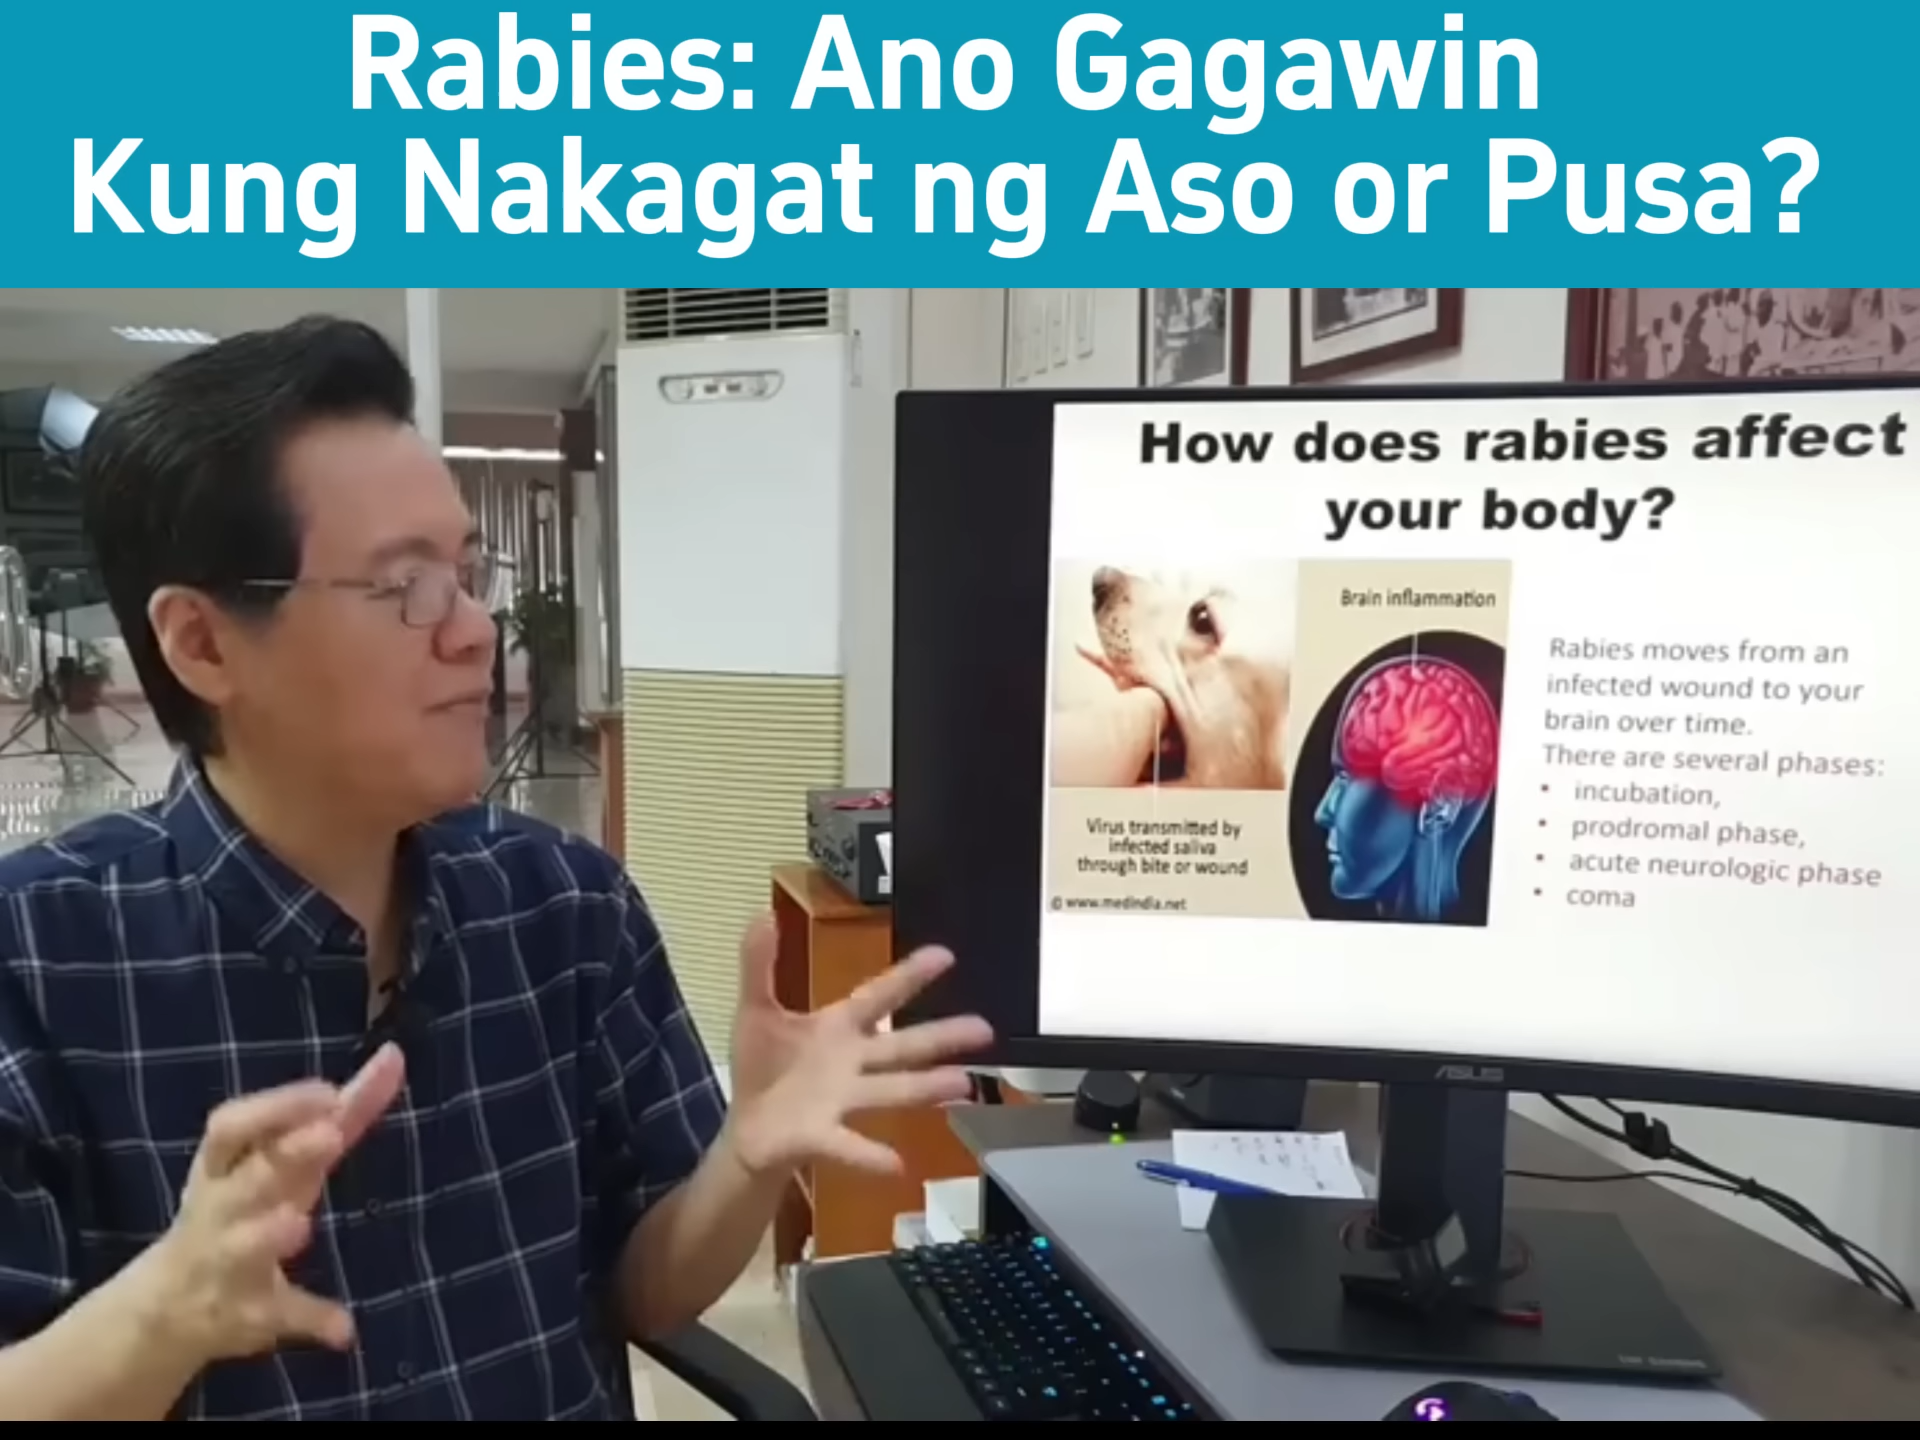 Rabies: Ano Gagawin
Kung Nakagat ng Aso or Pusa?
How does rabies affect
your body?
Brain inflammation
Virus transmitted by
infected saliva
through bite or wound
© www.medindia.net
Rabies moves from an
infected wound to your
brain over time.
There are several phases:
• incubation,
• prodromal phase,
• acute neurologic phase
• coma
ASUS